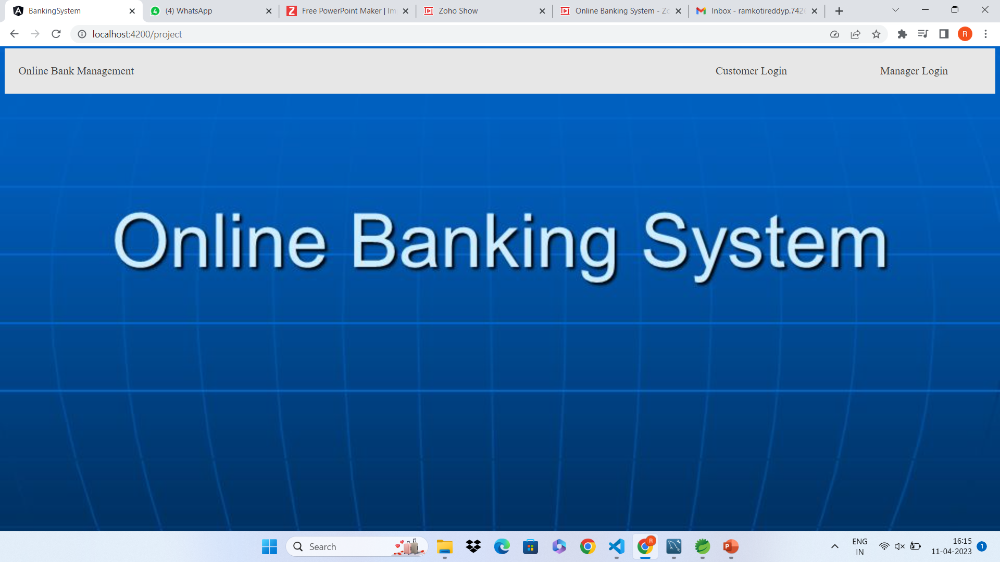 BankingSystem
(4) WhatsApp
Free PowerPoint Maker | Im
Zoho Show
Online Banking System - Zo
Inbox - ramkotireddyp.742
localhost:4200/project
R
Online Bank Management
Customer Login
Manager Login
Online Banking System
Search
ENG
IN
16:15
11-04-2023
1